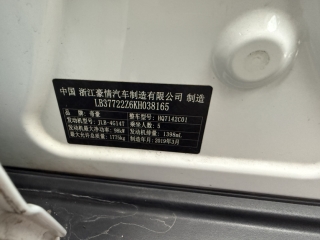 中国 浙江豪情汽车制造有限公司 制造
LB3772226KH038165
品 牌：帝豪 整车型号：HQ7142C01
发动机型号：JLB-4G14T 乘坐人数：5
发动机最大净功率：98kW 发动机排量：1398mL
最大允许总质量：1775kg 制造年月：2019年3月